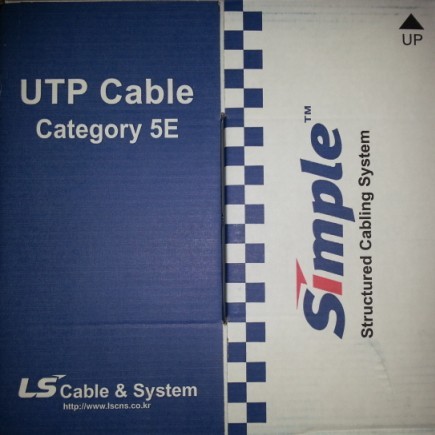 UTP Cable
Category 5E
LS Cable & System
http://www.lscns.co.kr
UP
Simple™
Structured Cabling System